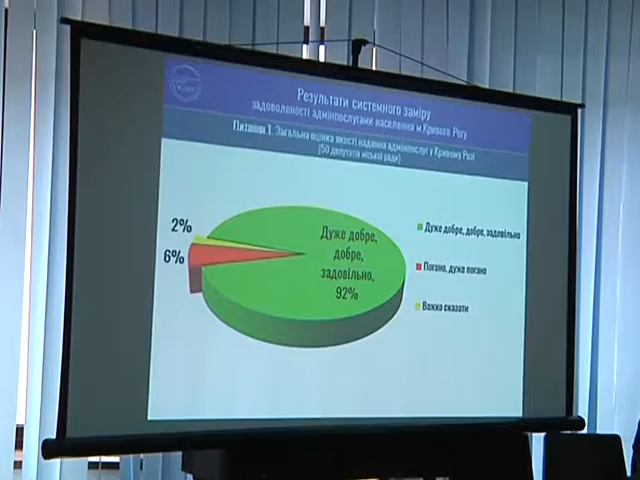 Результати системного заміру
задоволеності адмінпослугами населення м Кривого Рогу
Питання 1. Загальна оцінка якості надання адмінпослуг у Кривому Розі
(50 депутатів міської ради)
2%
6%
Дуже добре,
добре,
задовільно,
92%
Дуже добре, добре, задовільно
Погано, дуже погано
Важко сказати